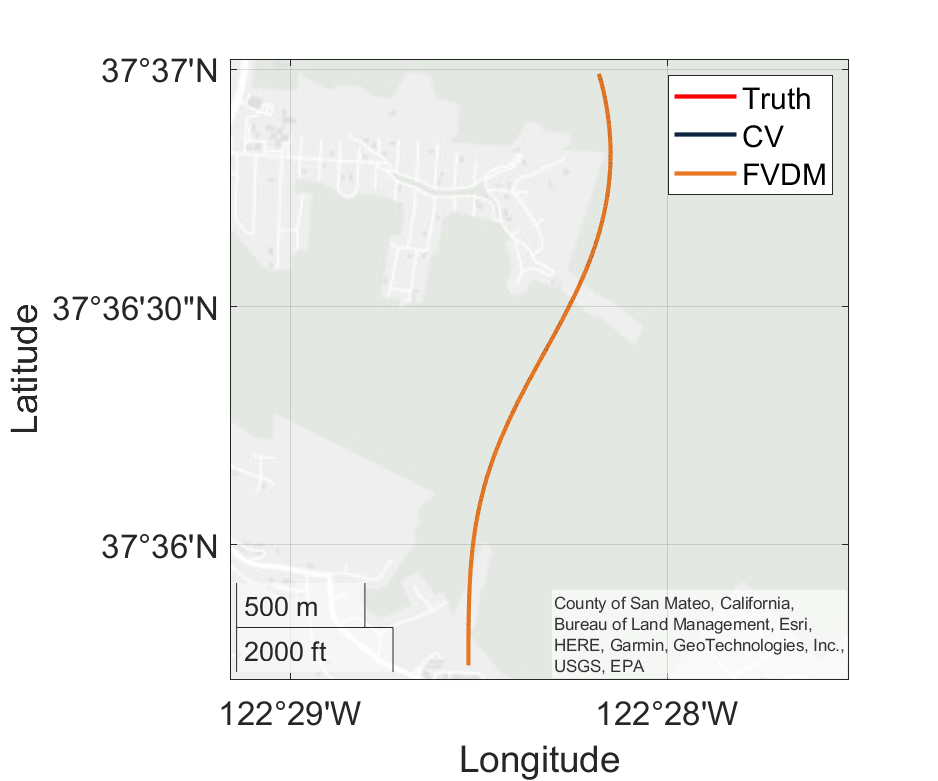 37°37'N
Truth
CV
FVDM
Latitude
37°36'30"N
37°36'N
500 m
2000 ft
County of San Mateo, California,
Bureau of Land Management, Esri,
HERE, Garmin, GeoTechnologies, Inc.,
USGS, EPA
122°29'W
122°28'W
Longitude